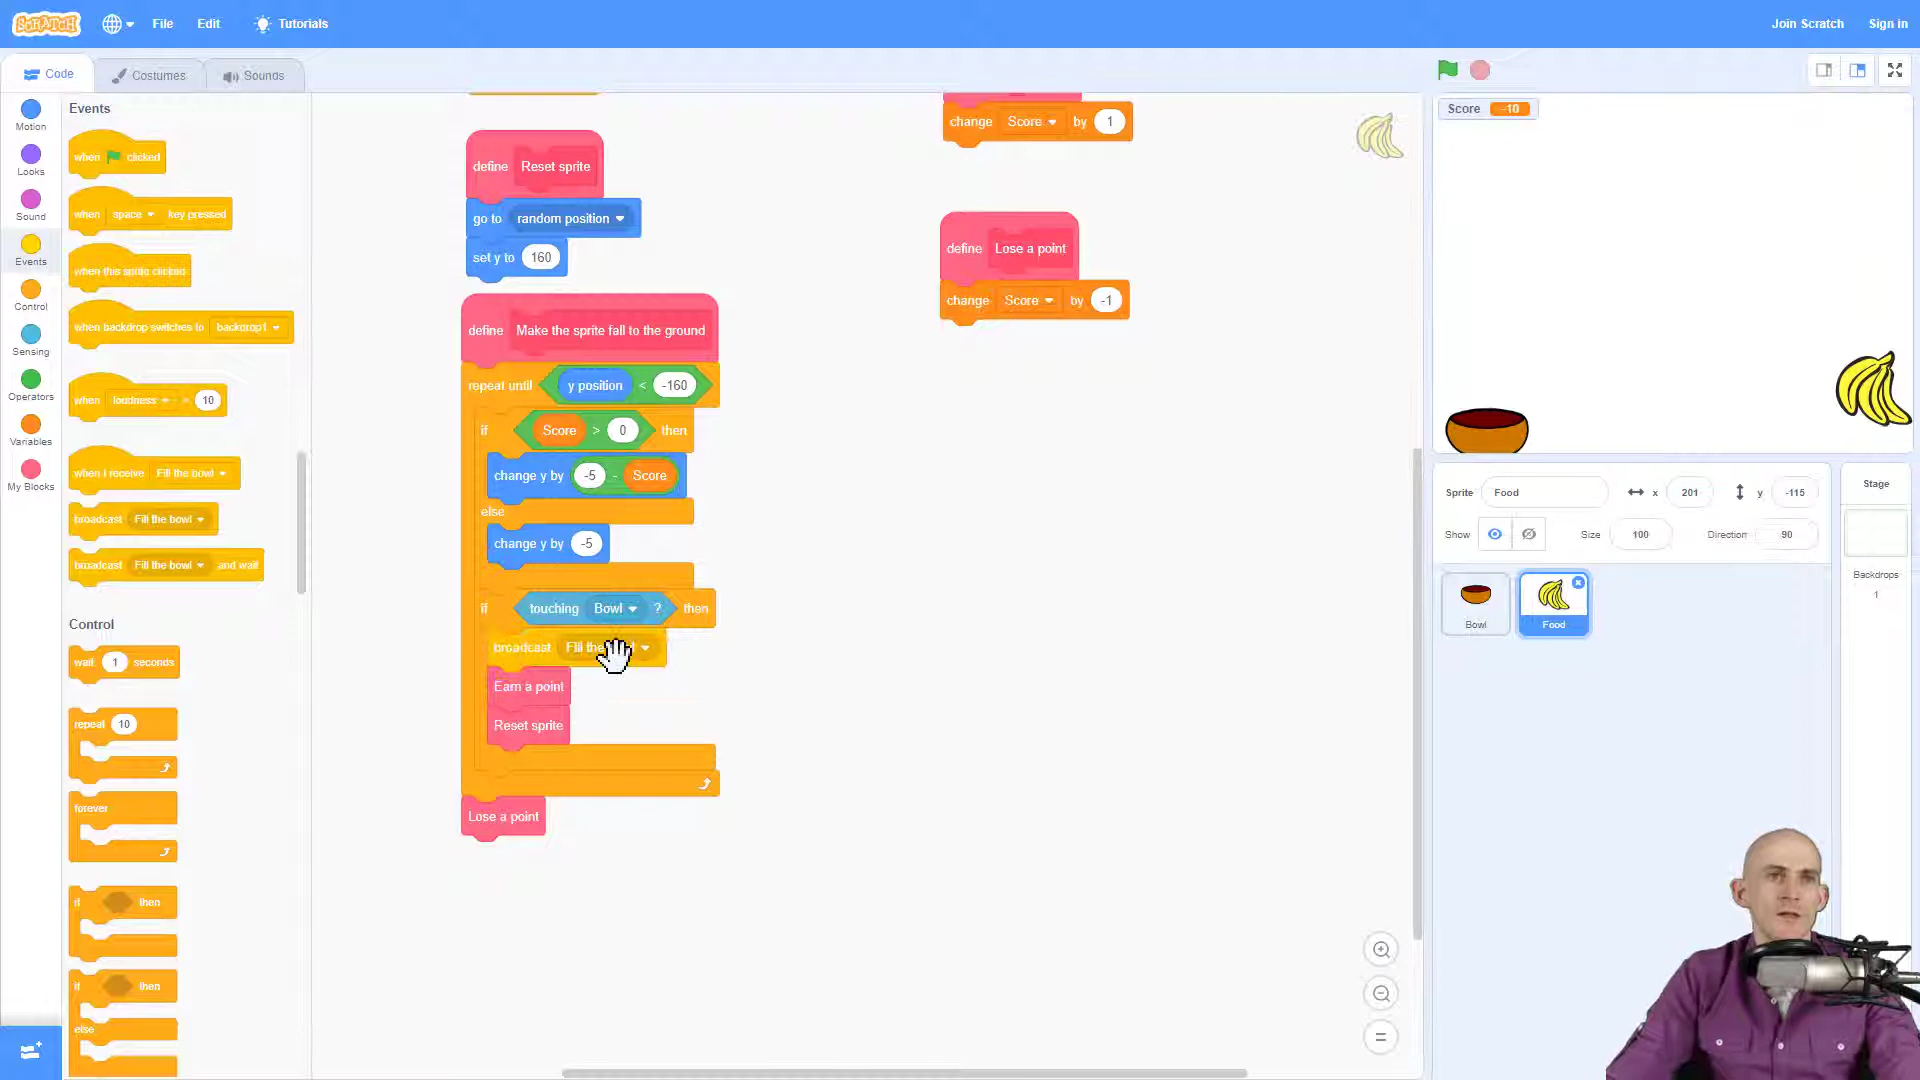 SCRATCH
File
Edit
Tutorials
Join Scratch
Sign in
Code
Costumes
Sounds
Motion
Looks
Sound
Events
Control
Sensing
Operators
Variables
My Blocks
Events
when clicked
when space key pressed
when this sprite clicked
when backdrop switches to backdrop1
when loudness > 10
when I receive Fill the bowl
broadcast Fill the bowl
broadcast Fill the bowl and wait
Control
wait 1 seconds
repeat 10
forever
if then
if then
else
define Reset sprite
go to random position
set y to 160
define Make the sprite fall to the ground
repeat until y position < -160
if Score > 0 then
change y by -5 - Score
else
change y by -5
if touching Bowl ? then
broadcast Fill the
Earn a point
Reset sprite
Lose a point
change Score by 1
define Lose a point
change Score by -1
Score -10
Sprite Food x 201 y -115
Show Size 100 Direction 90
Bowl
Food
Stage
Backdrops
1